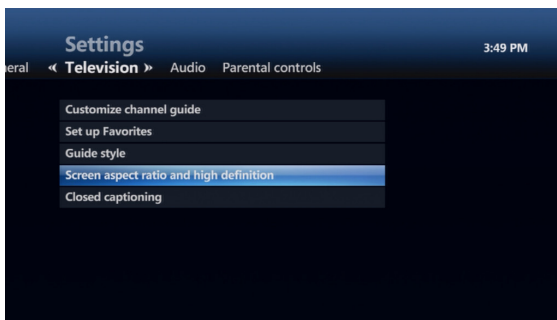 Settings
3:49 PM
neral « Television » Audio Parental controls
Customize channel guide
Set up Favorites
Guide style
Screen aspect ratio and high definition
Closed captioning